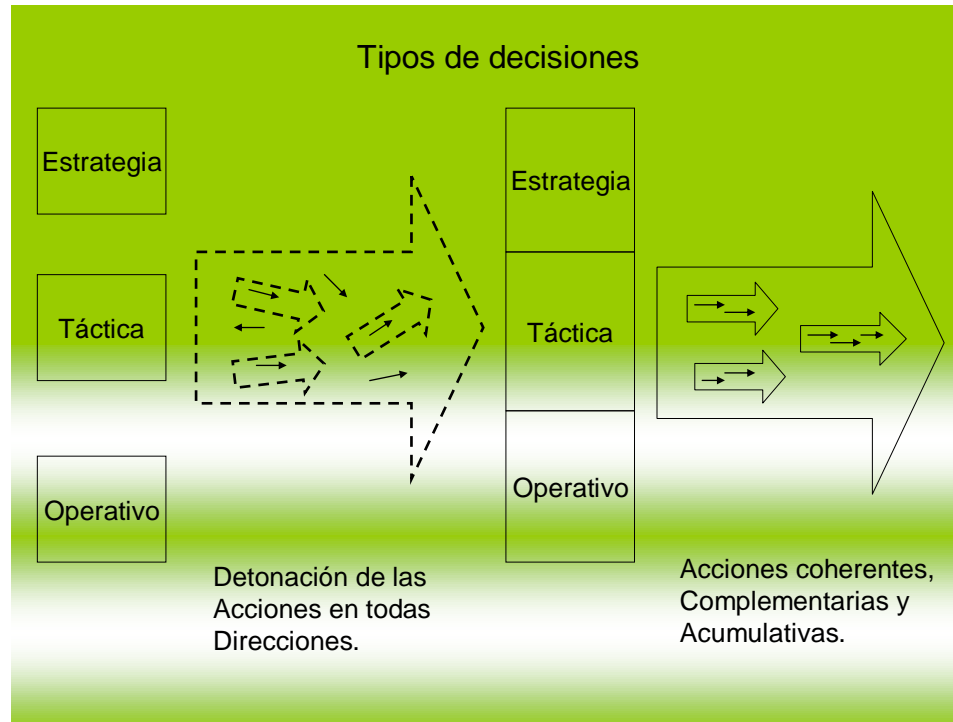 Tipos de decisiones
Estrategia
Táctica
Operativo
Detonación de las
Acciones en todas
Direcciones.
Estrategia
Táctica
Operativo
Acciones coherentes,
Complementarias y
Acumulativas.